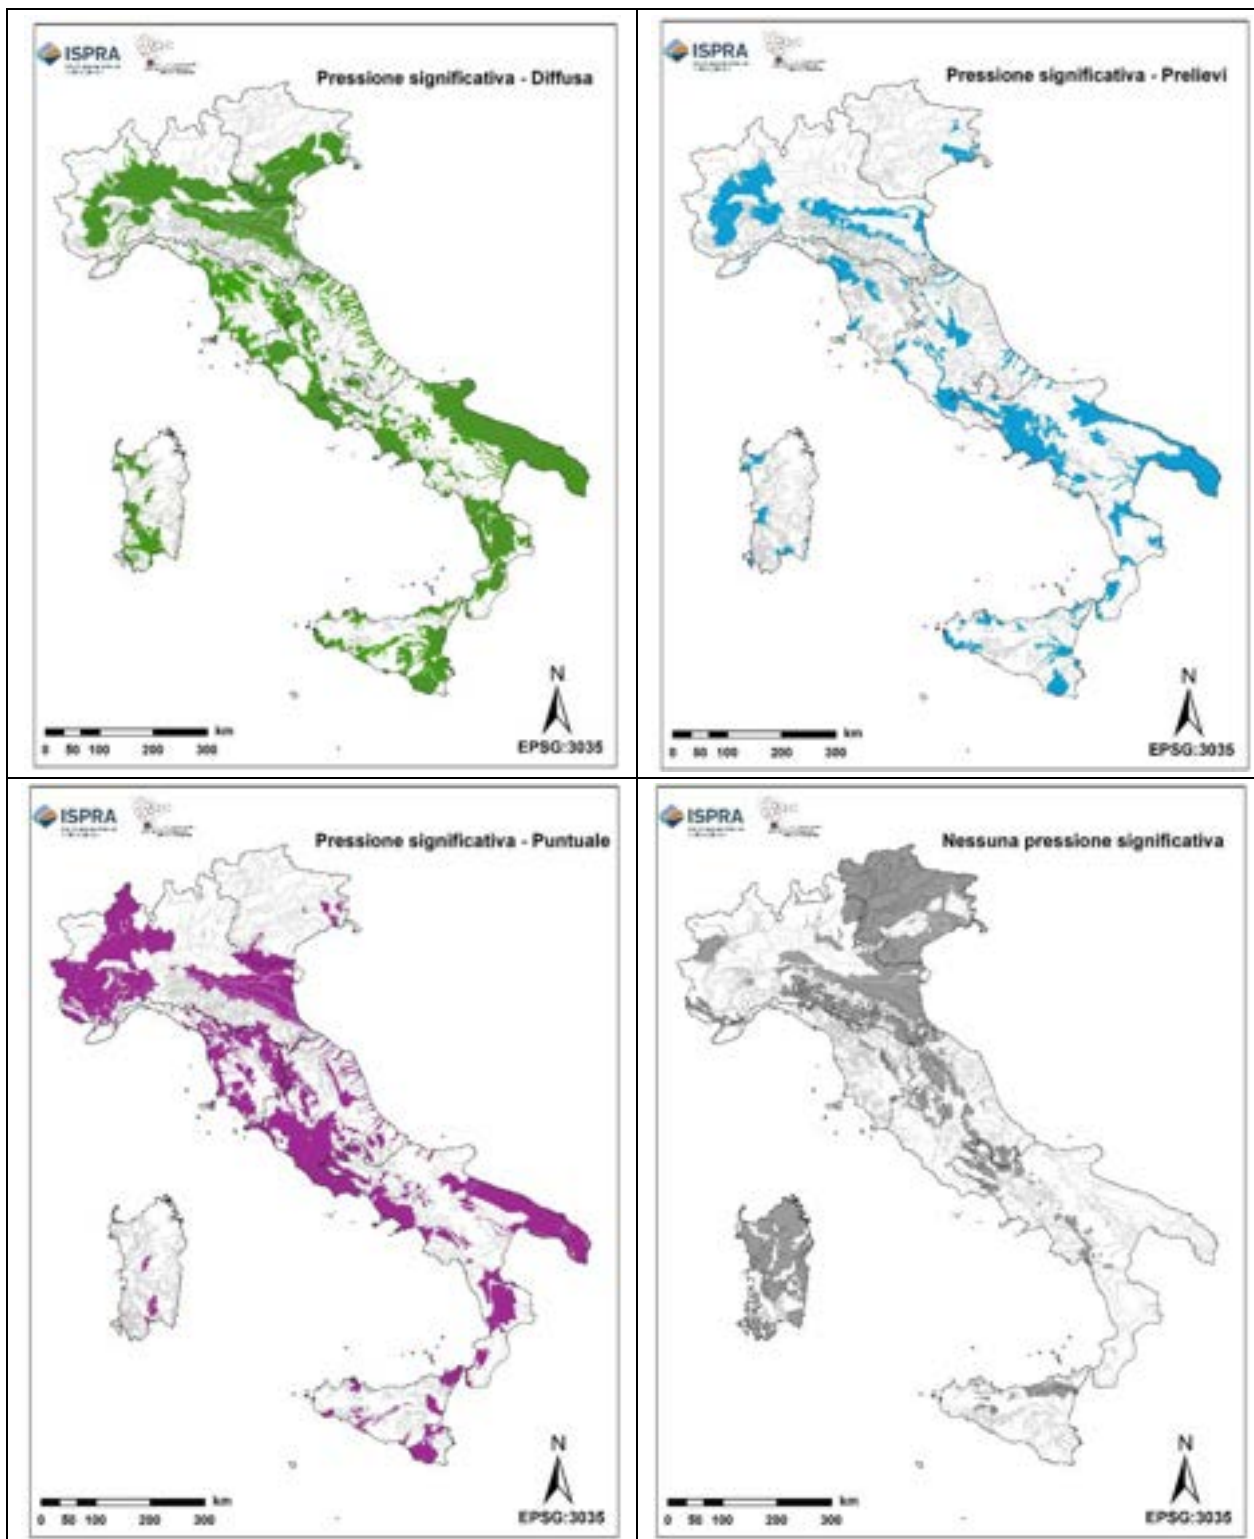 ISPRA
Pressione significativa - Diffusa
N
km
0 50 100 200 300
EPSG:3035
ISPRA
Pressione significativa - Prelievi
N
km
0 50 100 200 300
EPSG:3035
ISPRA
Pressione significativa - Puntuale
N
km
0 50 100 200 300
EPSG:3035
ISPRA
Nessuna pressione significativa
N
km
0 50 100 200 300
EPSG:3035